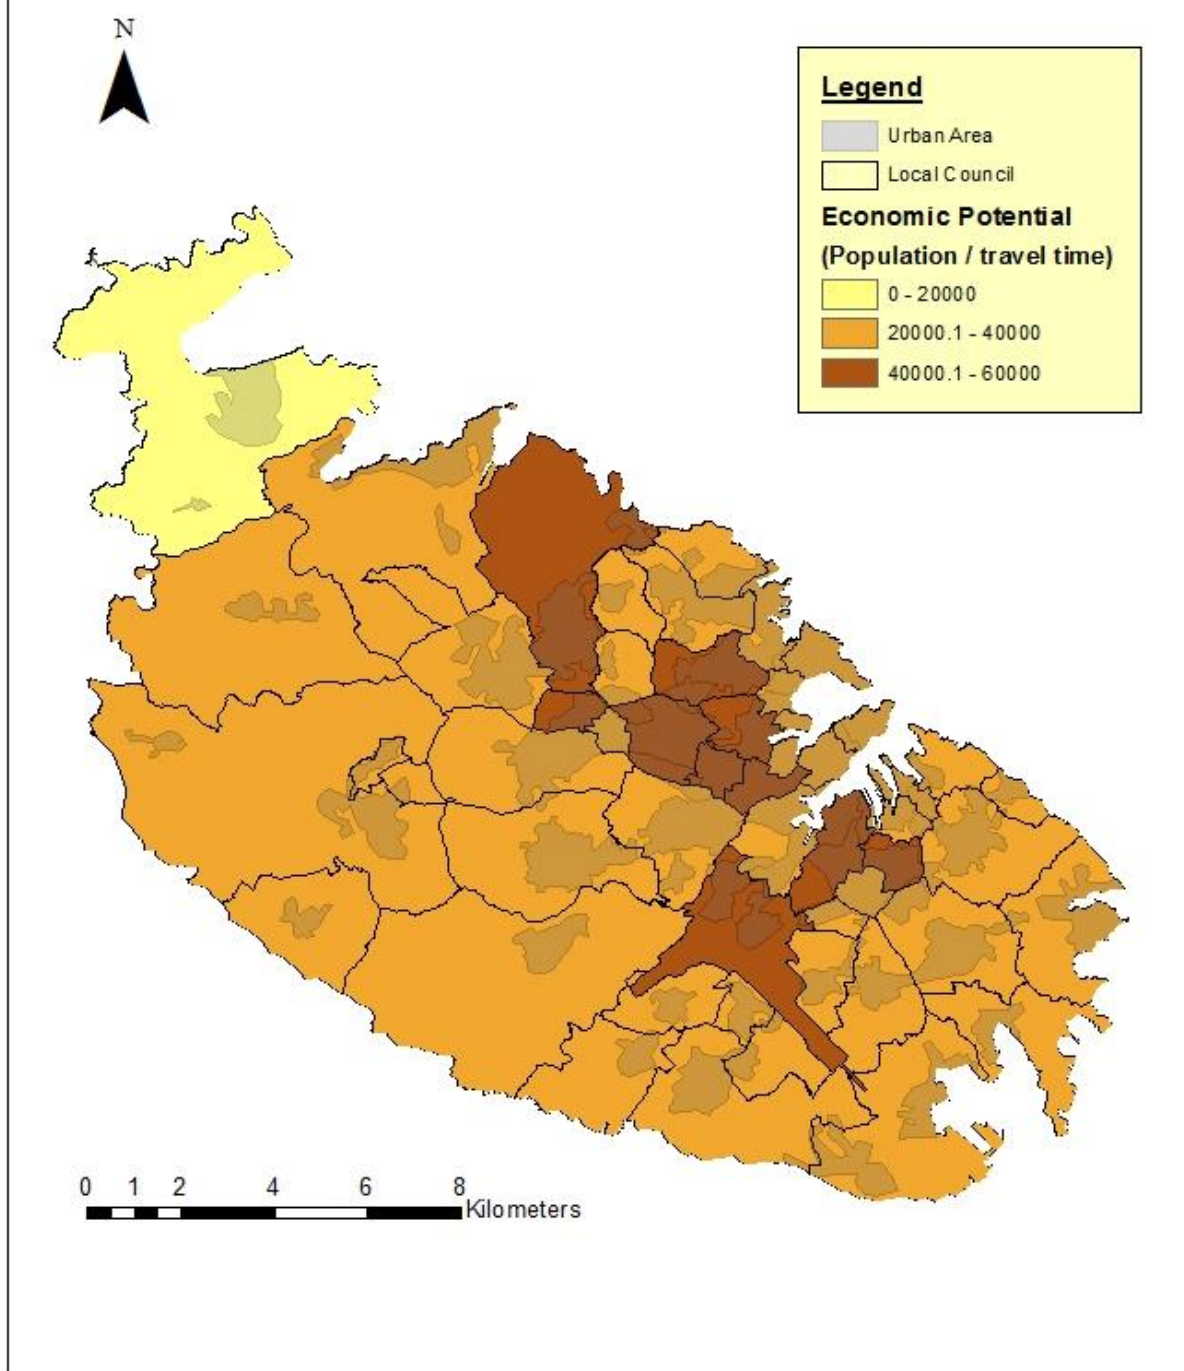 N
Legend
Urban Area
Local Council
Economic Potential
(Population / travel time)
0 - 20000
20000.1 - 40000
40000.1 - 60000
0 1 2 4 6 8
Kilometers